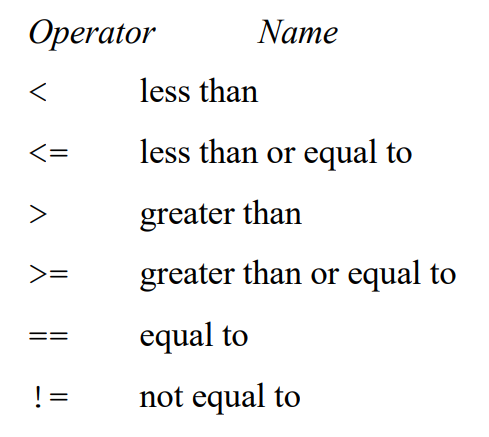 Operator Name
< less than
<= less than or equal to
> greater than
>= greater than or equal to
== equal to
!= not equal to